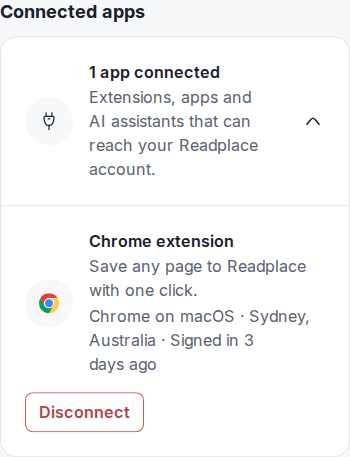 Connected apps
1 app connected
Extensions, apps and
AI assistants that can
reach your Readplace
account.
Chrome extension
Save any page to Readplace
with one click.
Chrome on macOS · Sydney,
Australia · Signed in 3
days ago
Disconnect